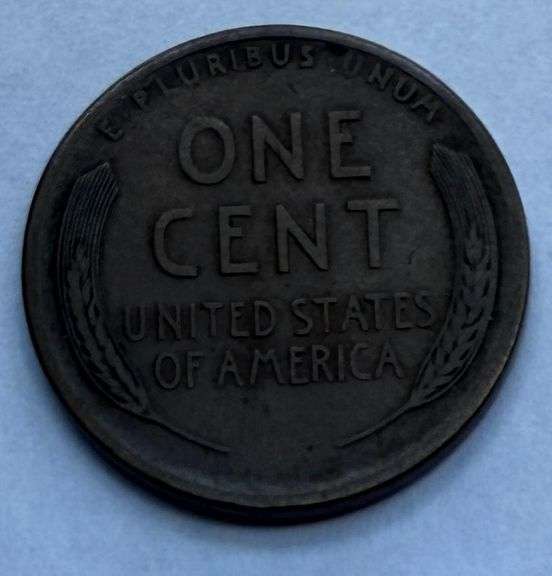 E PLURIBUS UNUM
ONE
CENT
UNITED STATES
OF AMERICA